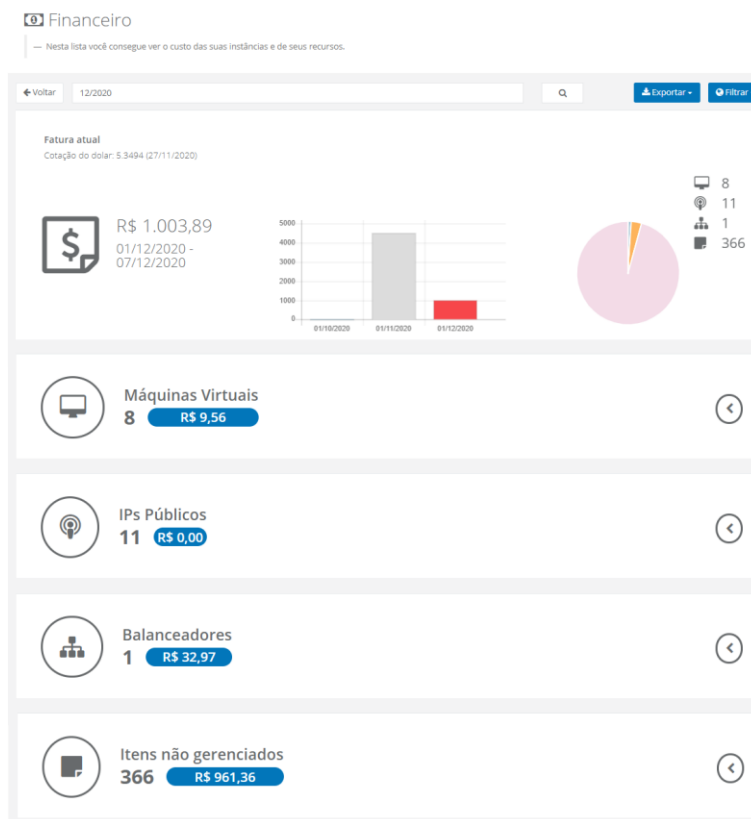 Financeiro
— Nesta lista você consegue ver o custo das suas instâncias e de seus recursos.
Voltar
12/2020
Exportar
Filtrar
Fatura atual
Cotação do dolar: 5.3494 (27/11/2020)
R$ 1.003,89
01/12/2020 -
07/12/2020
5000
4000
3000
2000
1000
0
01/10/2020 01/11/2020 01/12/2020
8
11
1
366
Máquinas Virtuais
8 R$ 9,56
IPs Públicos
11 R$ 0,00
Balanceadores
1 R$ 32,97
Itens não gerenciados
366 R$ 961,36